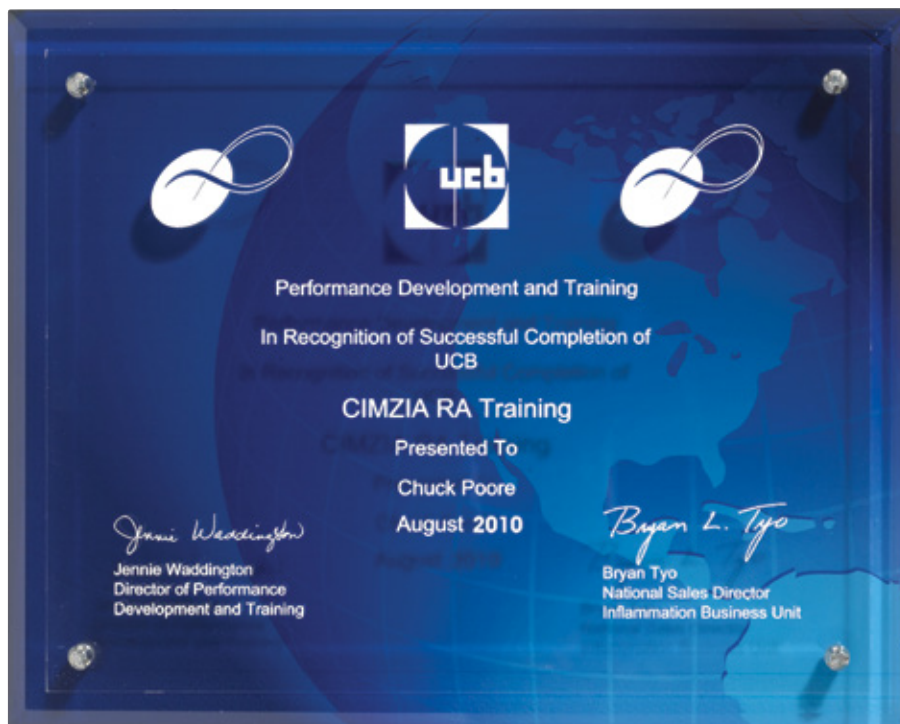 ucb
Performance Development and Training
In Recognition of Successful Completion of
UCB
CIMZIA RA Training
Presented To
Chuck Poore
August 2010
Jennie Waddington
Jennie Waddington
Director of Performance
Development and Training
Bryan L. Tyo
Bryan Tyo
National Sales Director
Inflammation Business Unit